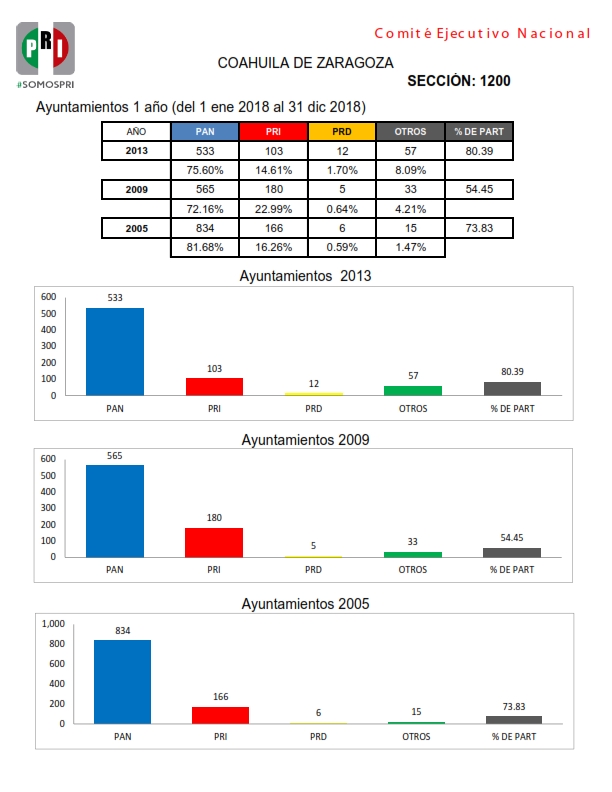 PRI
#SOMOSPRI
Comité Ejecutivo Nacional
COAHUILA DE ZARAGOZA
SECCIÓN: 1200
Ayuntamientos 1 año (del 1 ene 2018 al 31 dic 2018)
AÑO PAN PRI PRD OTROS % DE PART
2013 533 103 12 57 80.39
75.60% 14.61% 1.70% 8.09%
2009 565 180 5 33 54.45
72.16% 22.99% 0.64% 4.21%
2005 834 166 6 15 73.83
81.68% 16.26% 0.59% 1.47%
Ayuntamientos 2013
600
500
400
300
200
100
0
533 103 12 57 80.39
PAN PRI PRD OTROS % DE PART
Ayuntamientos 2009
600
500
400
300
200
100
0
565 180 5 33 54.45
PAN PRI PRD OTROS % DE PART
Ayuntamientos 2005
1,000
800
600
400
200
0
834 166 6 15 73.83
PAN PRI PRD OTROS % DE PART